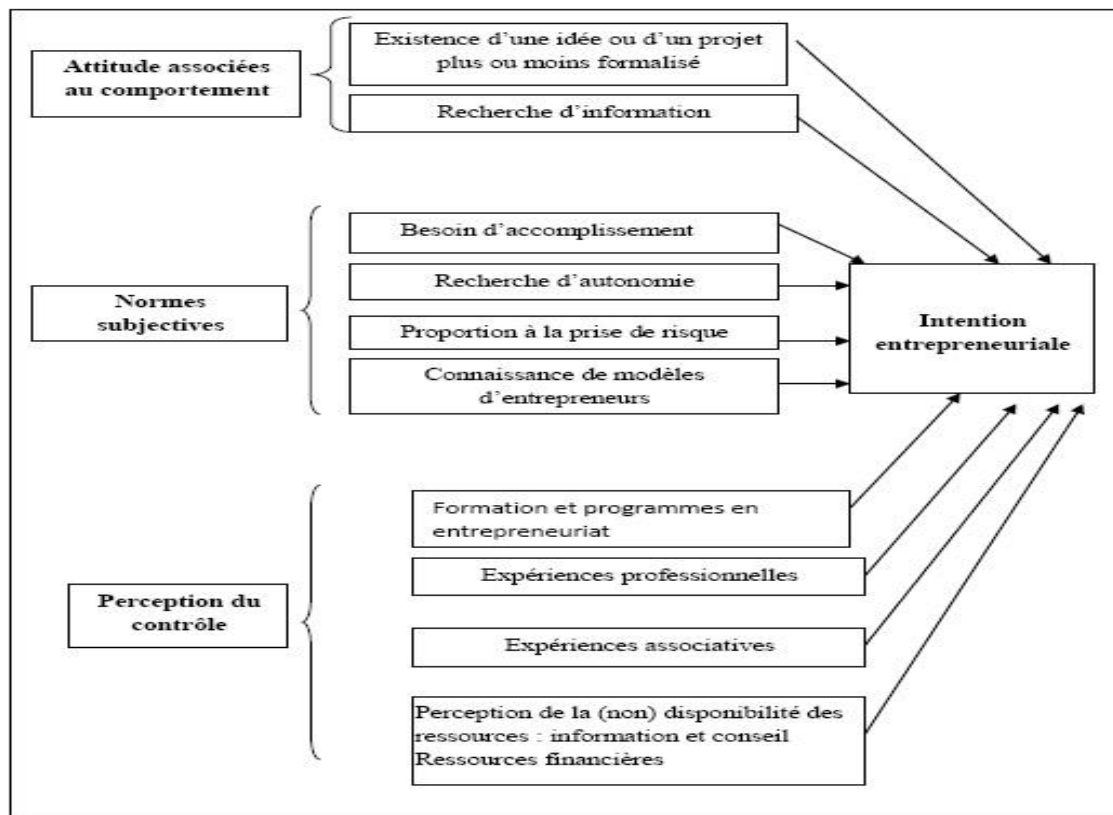 Attitude associées
au comportement
Existence d’une idée ou d’un projet
plus ou moins formalisé
Recherche d’information
Normes
subjectives
Besoin d’accomplissement
Recherche d’autonomie
Proportion à la prise de risque
Connaissance de modèles
d’entrepreneurs
Intention
entrepreneuriale
Perception du
contrôle
Formation et programmes en
entrepreneuriat
Expériences professionnelles
Expériences associatives
Perception de la (non) disponibilité des
ressources : information et conseil
Ressources financières